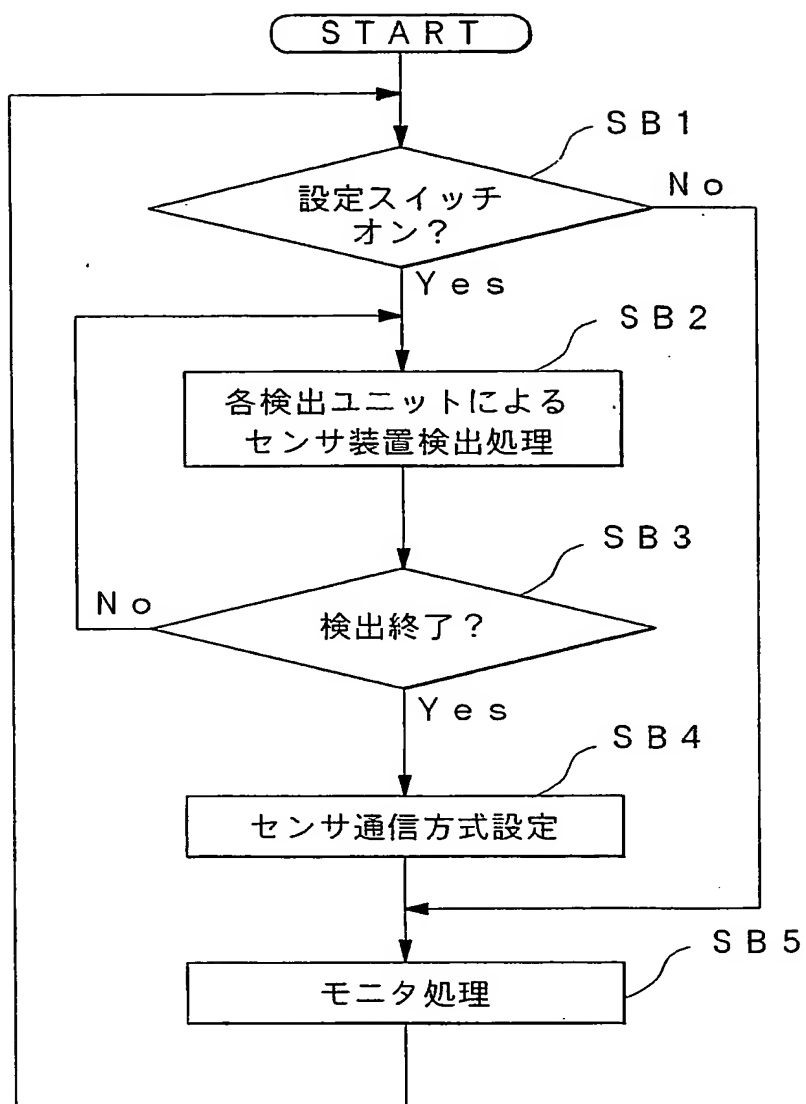 START
SB1
設定スイッチ
オン？
No
Yes
SB2
各検出ユニットによる
センサ装置検出処理
SB3
検出終了？
No
Yes
SB4
センサ通信方式設定
SB5
モニタ処理